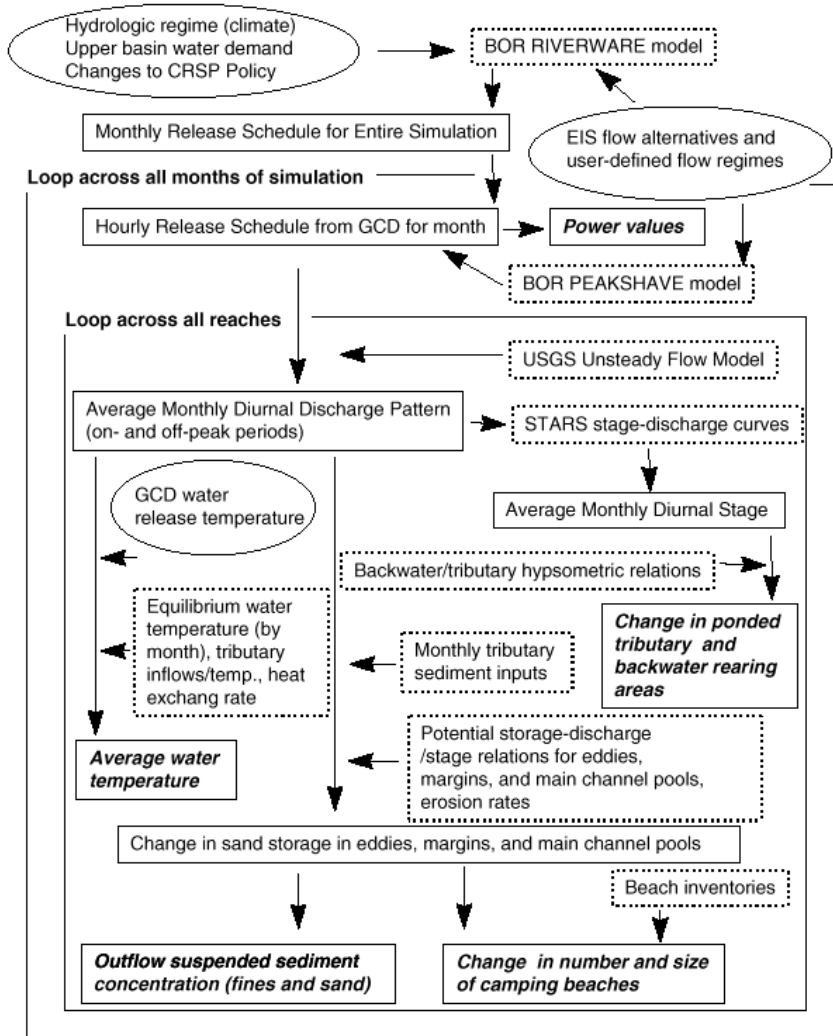 Hydrologic regime (climate)
Upper basin water demand
Changes to CRSP Policy
BOR RIVERWARE model
Monthly Release Schedule for Entire Simulation
EIS flow alternatives and
user-defined flow regimes
Loop across all months of simulation
Hourly Release Schedule from GCD for month
Power values
BOR PEAKSHAVE model
Loop across all reaches
USGS Unsteady Flow Model
Average Monthly Diurnal Discharge Pattern
(on- and off-peak periods)
STARS stage-discharge curves
GCD water
release temperature
Average Monthly Diurnal Stage
Backwater/tributary hypsometric relations
Equilibrium water
temperature (by
month), tributary
inflows/temp., heat
exchang rate
Change in ponded
tributary and
backwater rearing
areas
Monthly tributary
sediment inputs
Average water
temperature
Potential storage-discharge
/stage relations for eddies,
margins, and main channel pools,
erosion rates
Change in sand storage in eddies, margins, and main channel pools
Beach inventories
Outflow suspended sediment
concentration (fines and sand)
Change in number and size
of camping beaches